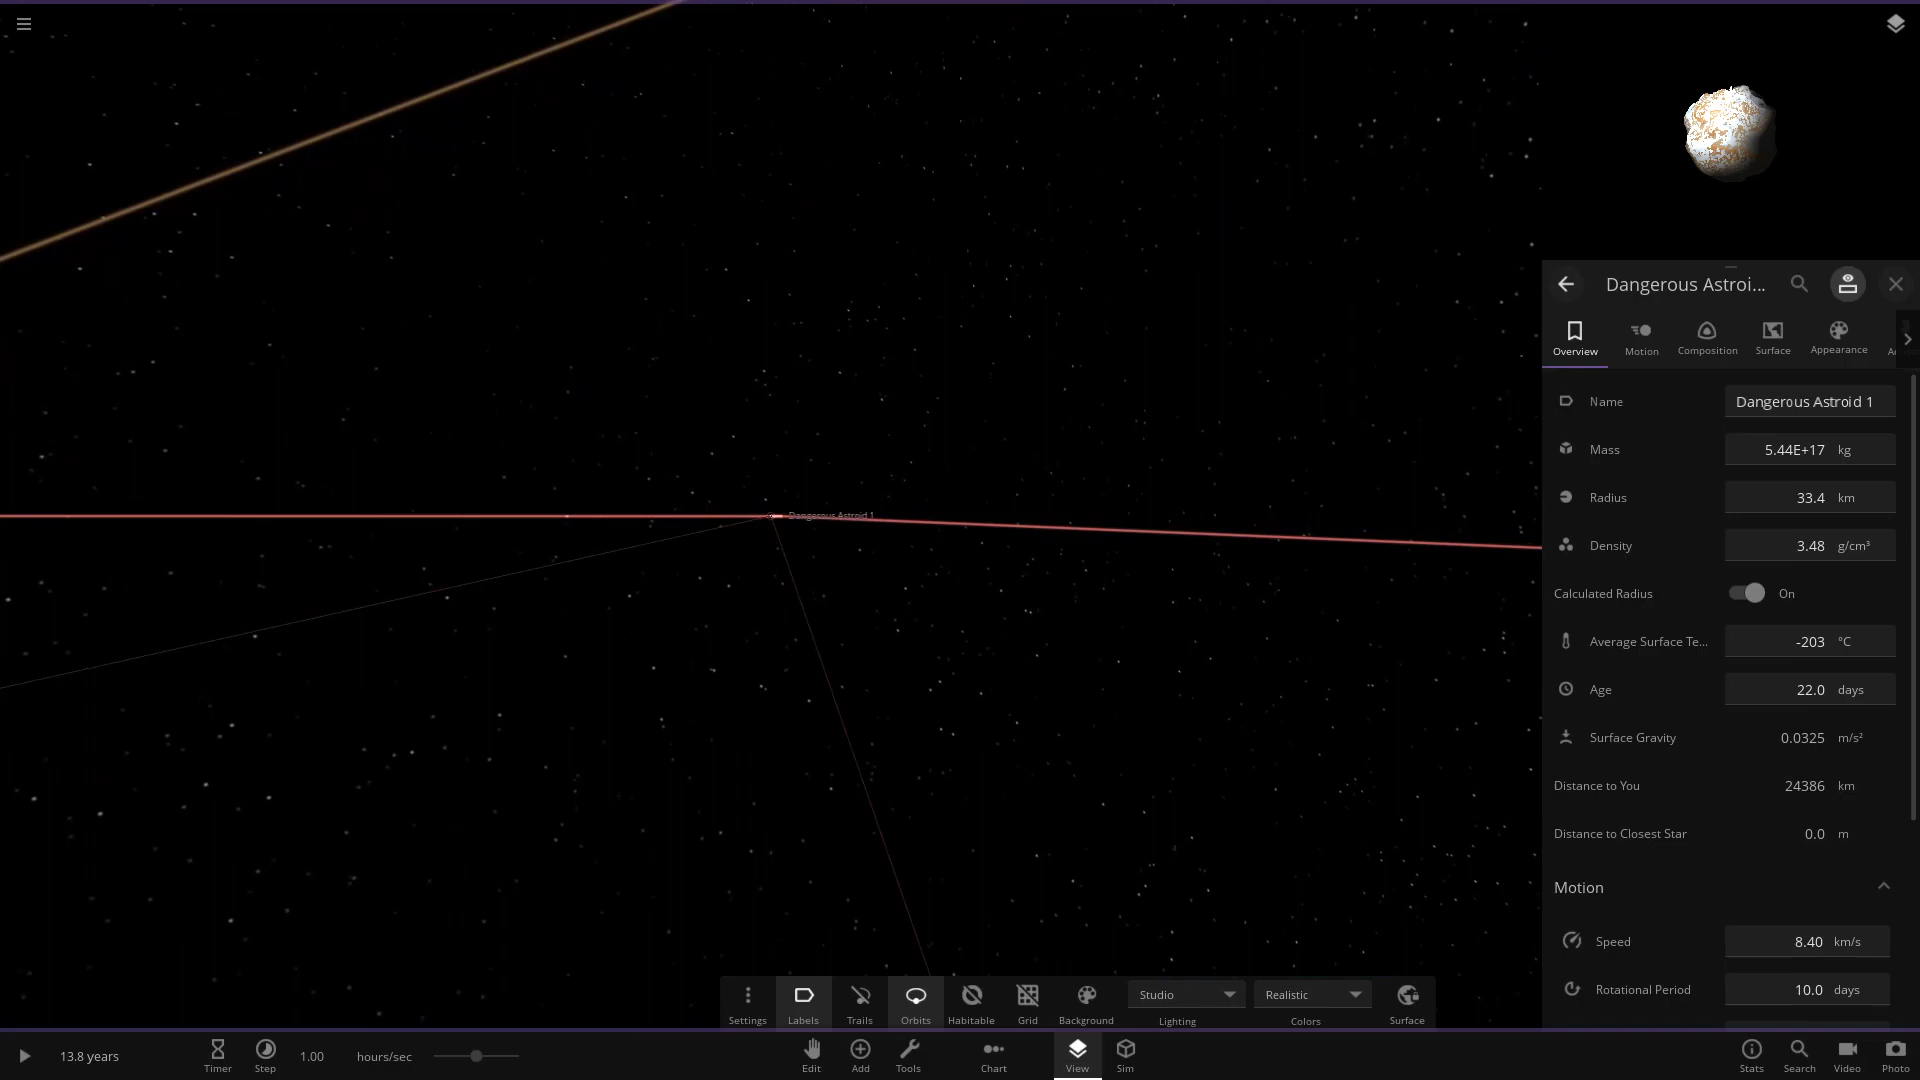 Dangerous Astroi...
Overview
Motion
Composition
Surface
Appearance
Name
Dangerous Astroid 1
Mass
5.44E+17 kg
Radius
33.4 km
Density
3.48 g/cm³
Calculated Radius
On
Average Surface Te...
-203 °C
Age
22.0 days
Surface Gravity
0.0325 m/s²
Distance to You
24386 km
Distance to Closest Star
0.0 m
Motion
Speed
8.40 km/s
Rotational Period
10.0 days
Dangerous Astroid 1
Settings
Labels
Trails
Orbits
Habitable
Grid
Background
Studio
Lighting
Realistic
Colors
Surface
13.8 years
Timer
Step
1.00 hours/sec
Edit
Add
Tools
Chart
View
Sim
Stats
Search
Video
Photo